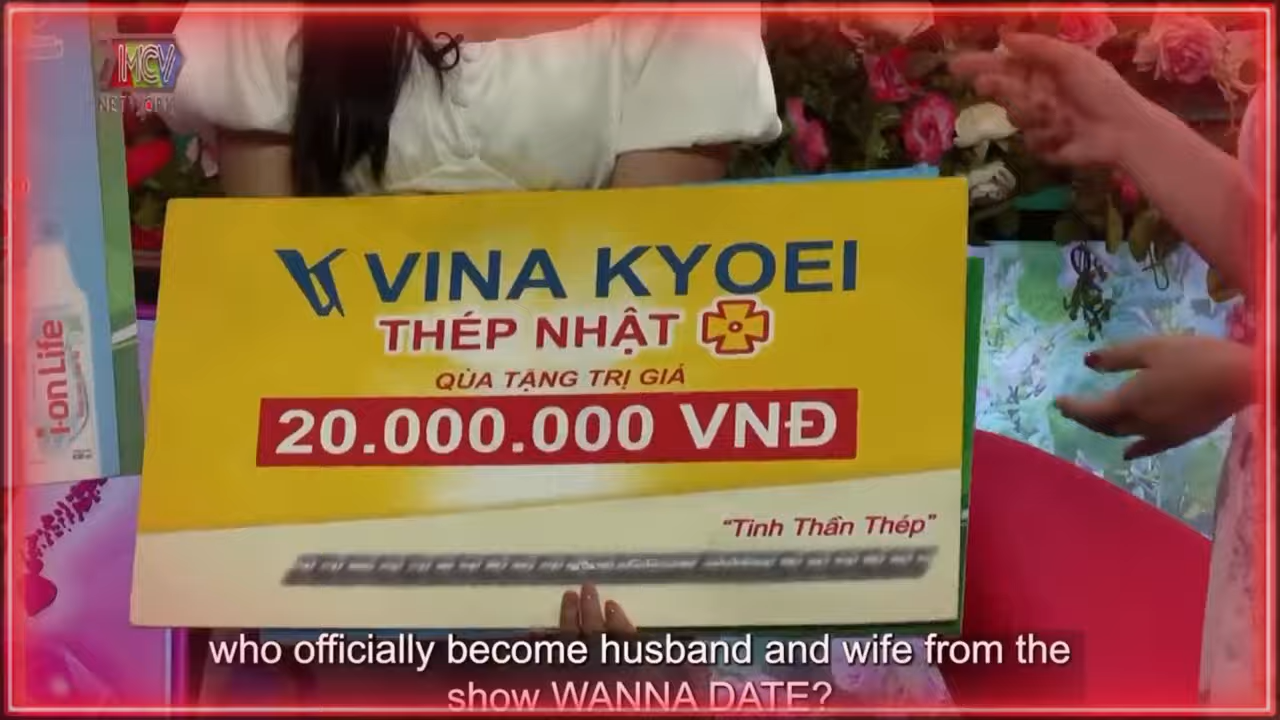 MCV
NETWORK
i-on Life
VINA KYOEI
THÉP NHẬT
QÙA TẶNG TRỊ GIÁ
20.000.000 VNĐ
“Tinh Thần Thép”
who officially become husband and wife from the
show WANNA DATE?